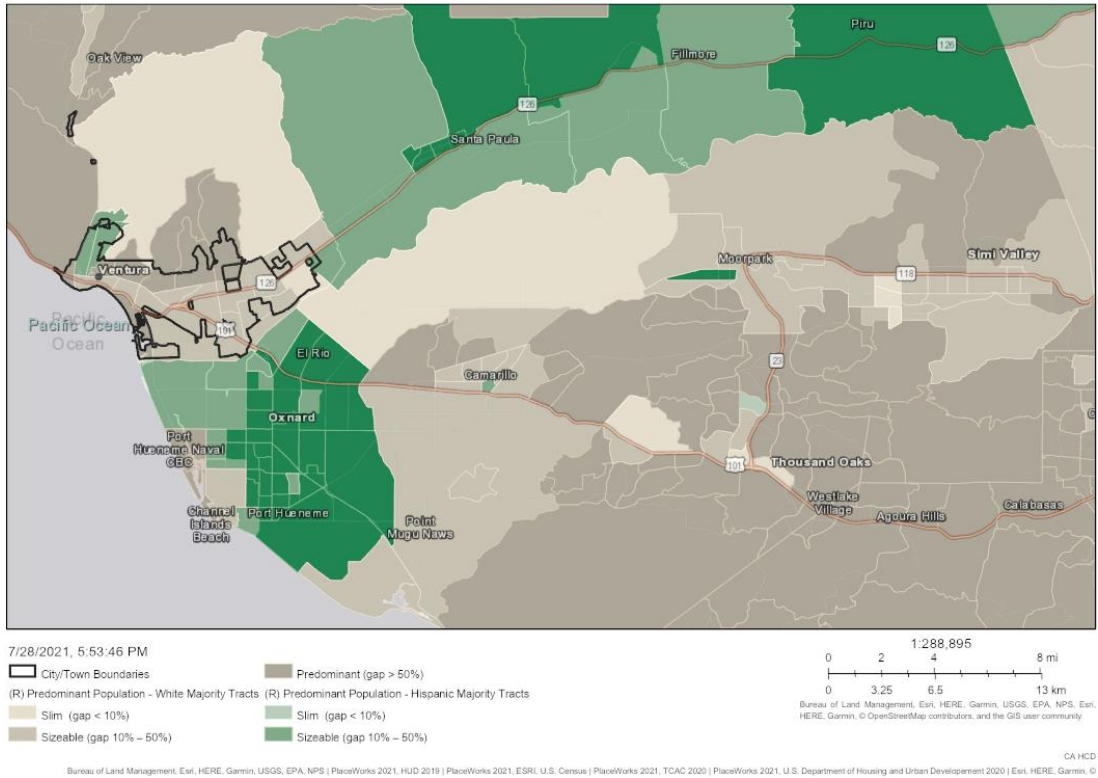 Oak View
Piru
126
Fillmore
126
Santa Paula
Ventura
126
Pacific Ocean
Pacific
Ocean
101
El Rio
Moorpark
Simi Valley
118
23
Camarillo
Oxnard
Port
Hueneme Naval
CBC
101
Thousand Oaks
Westlake
Village
Agoura Hills
Calabasas
Channel
Islands
Beach
Port Hueneme
Point
Mugu Naws
7/28/2021, 5:53:46 PM
City/Town Boundaries
Predominant (gap > 50%)
(R) Predominant Population - White Majority Tracts (R) Predominant Population - Hispanic Majority Tracts
Slim (gap < 10%)
Slim (gap < 10%)
Sizeable (gap 10% – 50%)
Sizeable (gap 10% – 50%)
1:288,895
0 2 4 8 mi
0 3.25 6.5 13 km
Bureau of Land Management, Esri, HERE, Garmin, USGS, EPA, NPS, Esri,
HERE, Garmin, © OpenStreetMap contributors, and the GIS user community
CA HCD
Bureau of Land Management, Esri, HERE, Garmin, USGS, EPA, NPS | PlaceWorks 2021, HUD 2019 | PlaceWorks 2021, ESRI, U.S. Census | PlaceWorks 2021, TCAC 2020 | PlaceWorks 2021, U.S. Department of Housing and Urban Developement 2020 | Esri, HERE, Garmin, ©